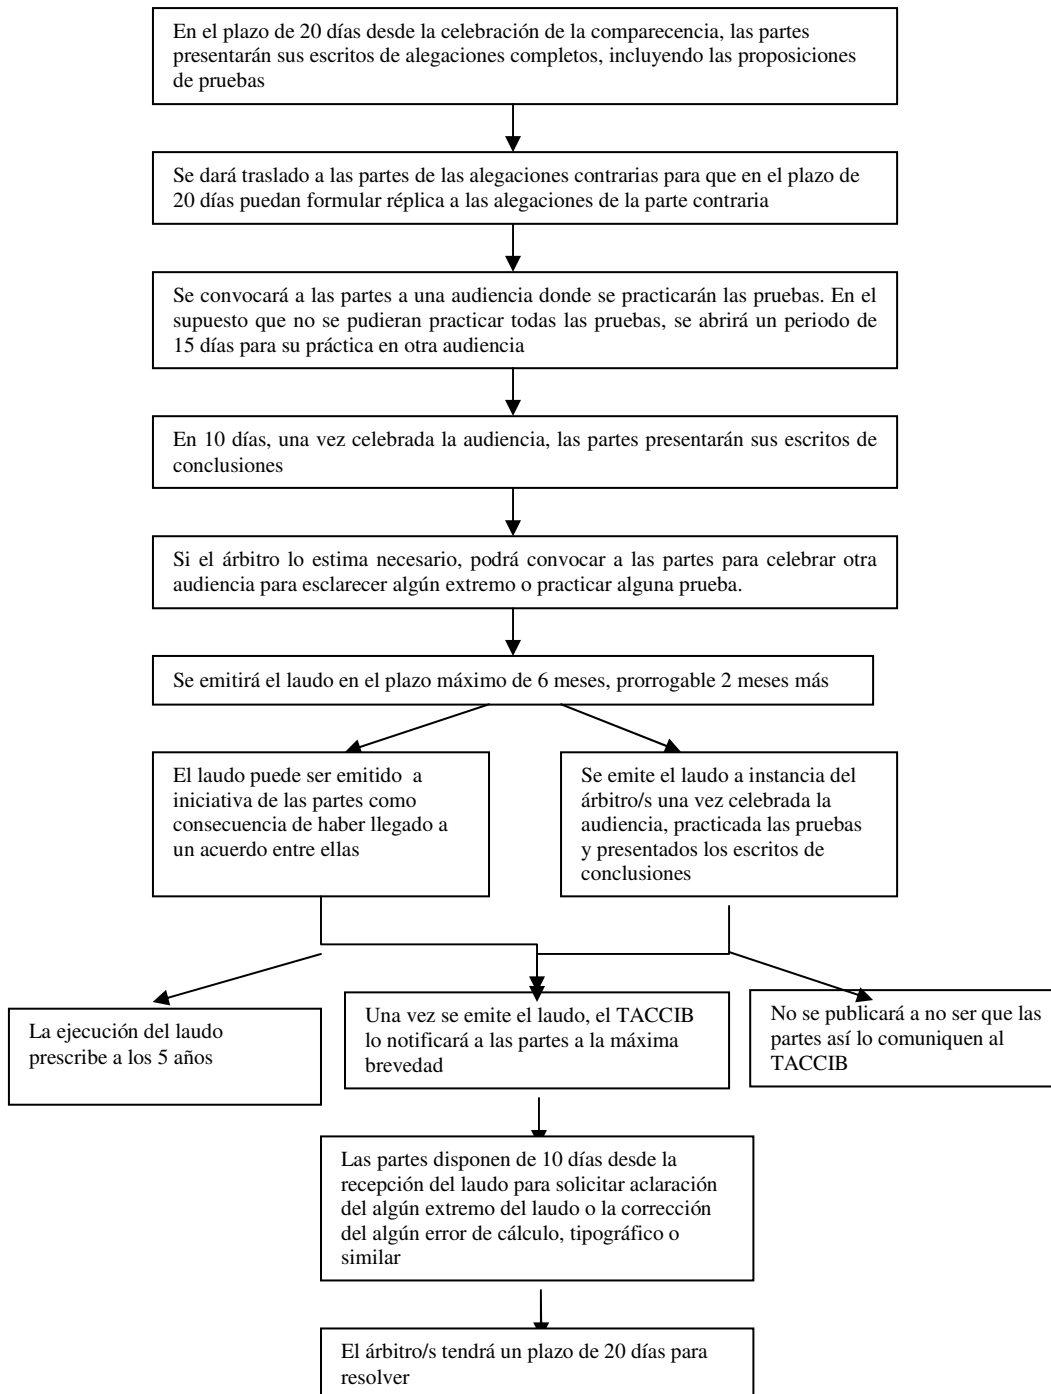 En el plazo de 20 días desde la celebración de la comparecencia, las partes
presentarán sus escritos de alegaciones completos, incluyendo las proposiciones
de pruebas
Se dará traslado a las partes de las alegaciones contrarias para que en el plazo de
20 días puedan formular réplica a las alegaciones de la parte contraria
Se convocará a las partes a una audiencia donde se practicarán las pruebas. En el
supuesto que no se pudieran practicar todas las pruebas, se abrirá un periodo de
15 días para su práctica en otra audiencia
En 10 días, una vez celebrada la audiencia, las partes presentarán sus escritos de
conclusiones
Si el árbitro lo estima necesario, podrá convocar a las partes para celebrar otra
audiencia para esclarecer algún extremo o practicar alguna prueba.
Se emitirá el laudo en el plazo máximo de 6 meses, prorrogable 2 meses más
El laudo puede ser emitido a
iniciativa de las partes como
consecuencia de haber llegado a
un acuerdo entre ellas
Se emite el laudo a instancia del
árbitro/s una vez celebrada la
audiencia, practicada las pruebas
y presentados los escritos de
conclusiones
La ejecución del laudo
prescribe a los 5 años
Una vez se emite el laudo, el TACCIB
lo notificará a las partes a la máxima
brevedad
No se publicará a no ser que las
partes así lo comuniquen al
TACCIB
Las partes disponen de 10 días desde la
recepción del laudo para solicitar aclaración
del algún extremo del laudo o la corrección
del algún error de cálculo, tipográfico o
similar
El árbitro/s tendrá un plazo de 20 días para
resolver